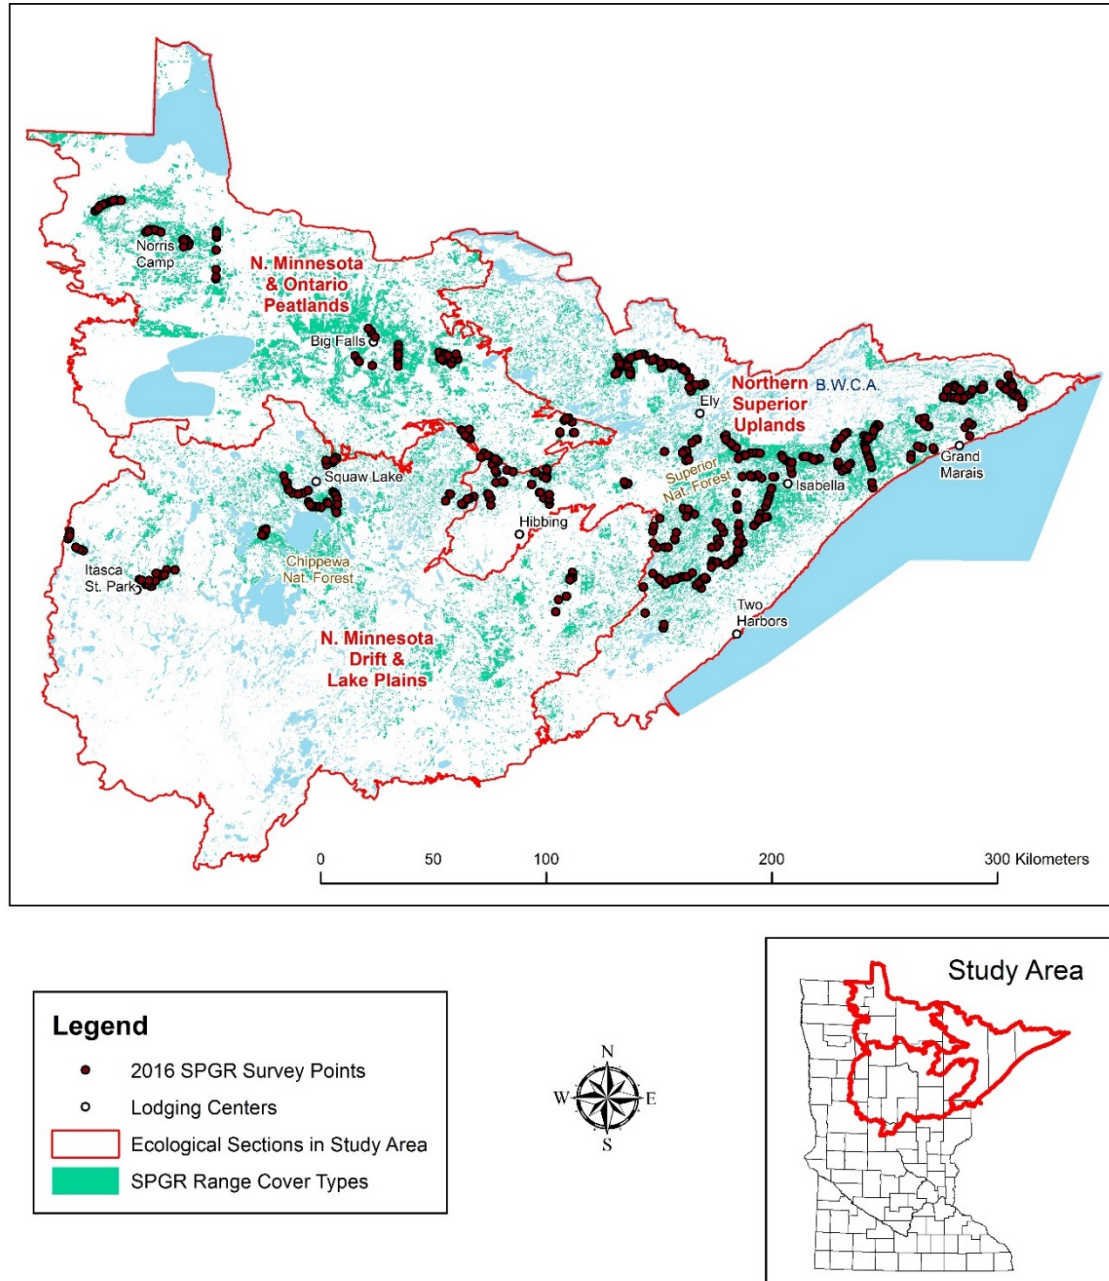 Norris
Camp
N. Minnesota
& Ontario
Peatlands
Big Falls
B.W.C.A.
Ely
Northern
Superior
Uplands
Grand
Marais
Squaw Lake
Superior
Nat. Forest
Isabella
Hibbing
Itasca
St. Park
Chippewa
Nat. Forest
Two
Harbors
N. Minnesota
Drift &
Lake Plains
0 50 100 200 300 Kilometers
Legend
2016 SPGR Survey Points
Lodging Centers
Ecological Sections in Study Area
SPGR Range Cover Types
N
W E
S
Study Area